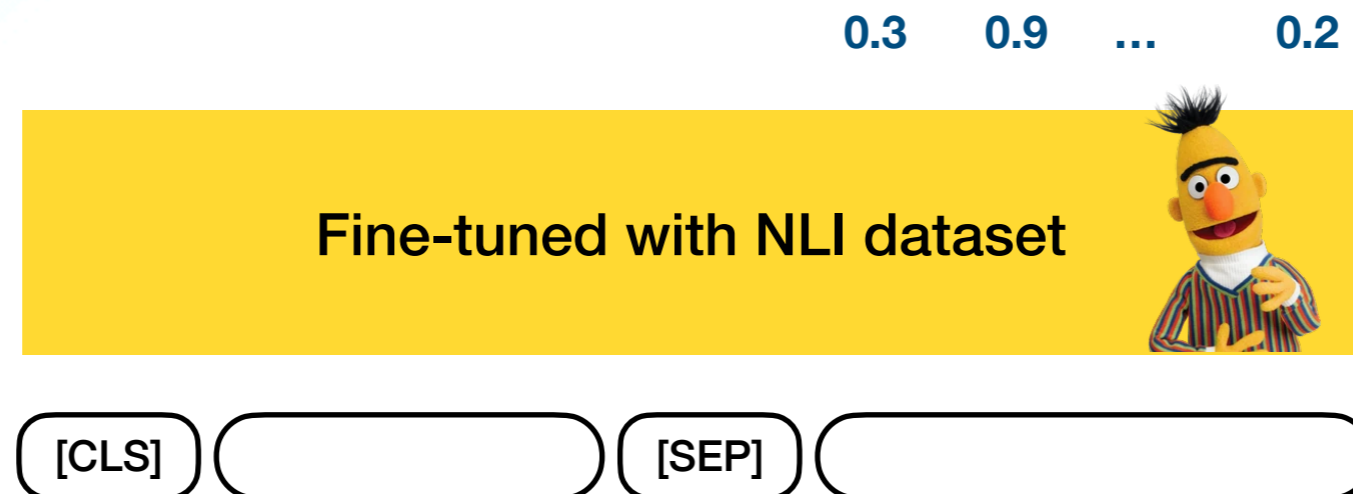 0.3 0.9 … 0.2
Fine-tuned with NLI dataset
[CLS] [SEP]